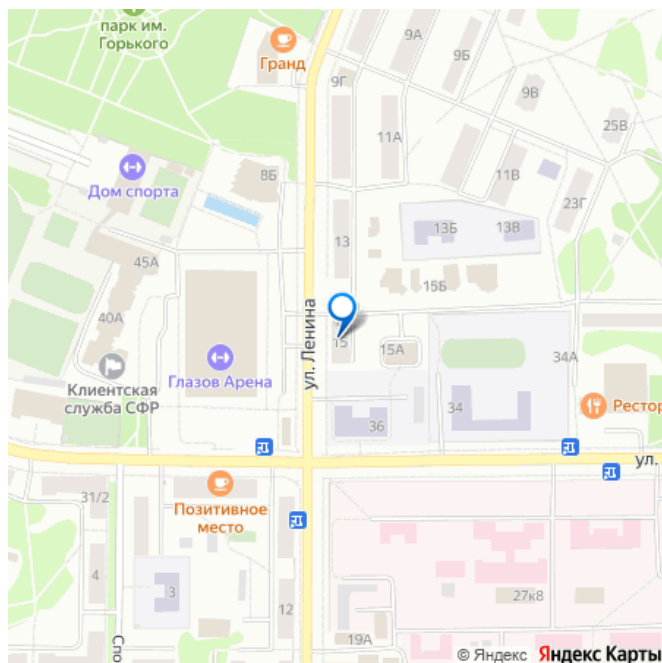 парк им.
Горького
Гранд
9А
9Б
9Г
9В
11А
25В
Дом спорта
8Б
11В
23Г
13
13Б
13В
45А
15Б
40А
ул. Ленина
15
15А
34А
Глазов Арена
Клиентская
служба СФР
34
Рестор
36
ул.
31/2
Позитивное
место
4
3
12
27к8
Спо
19А
© Яндекс Яндекс Карты